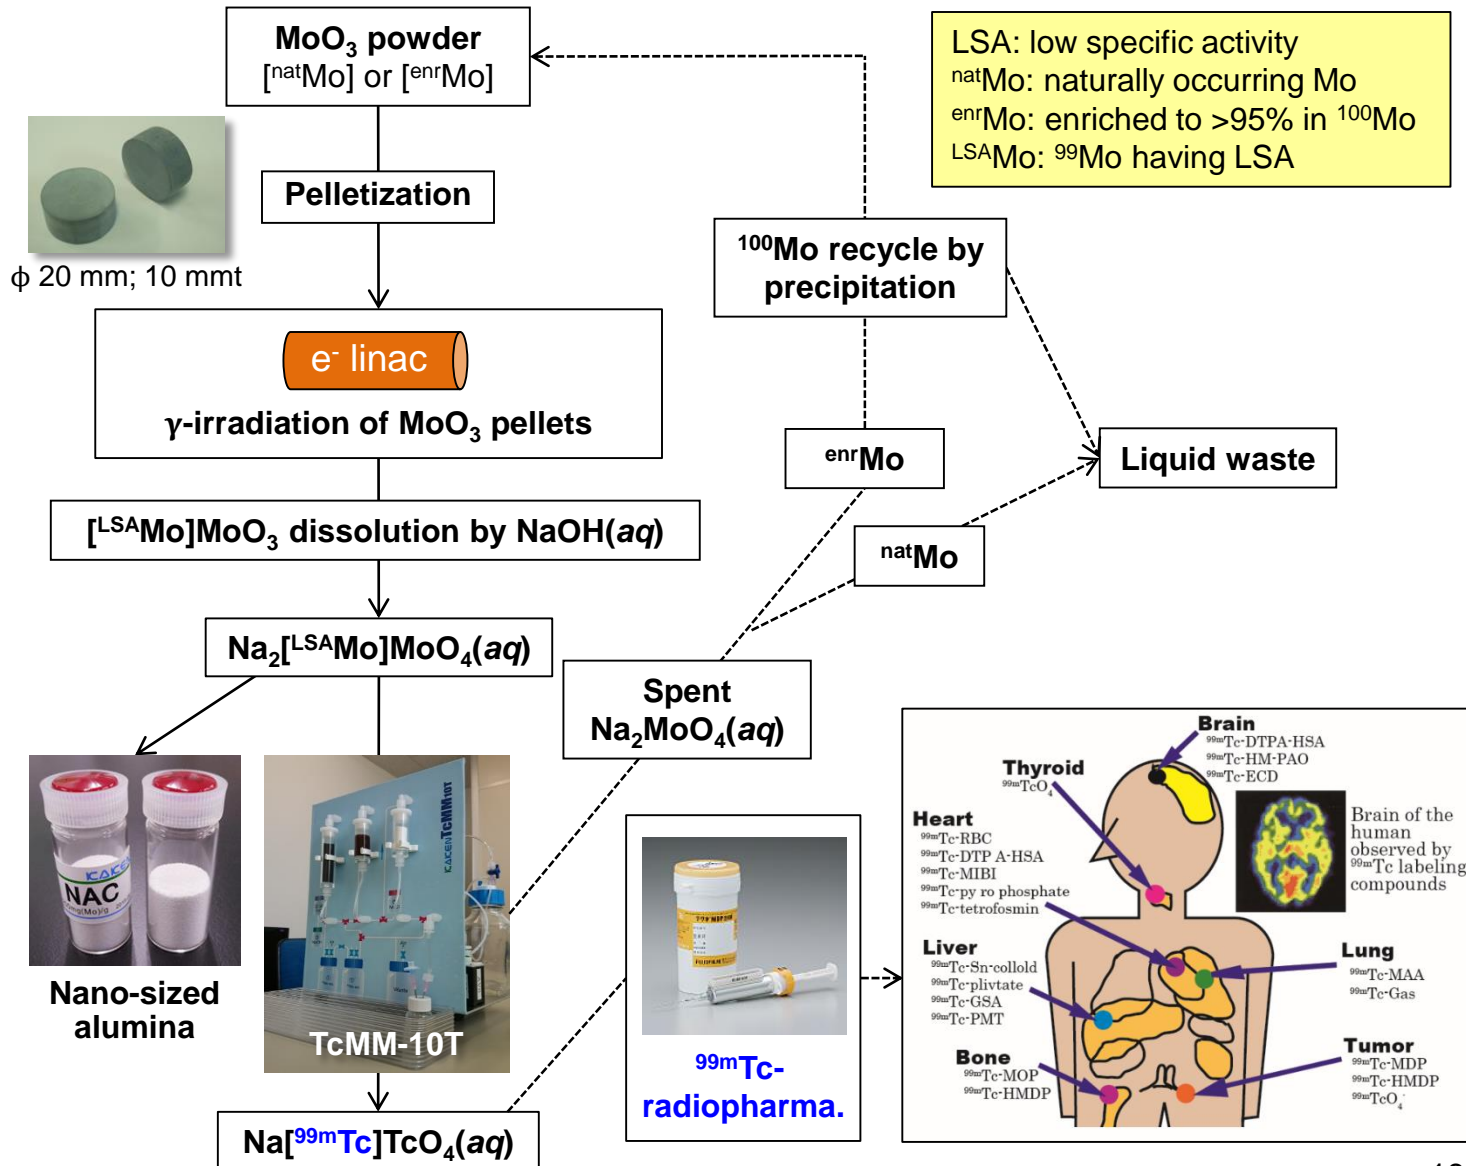 MoO₃ powder
[ⁿᵃᵗMo] or [ᵉⁿʳMo]
LSA: low specific activity
ⁿᵃᵗMo: naturally occurring Mo
ᵉⁿʳMo: enriched to >95% in ¹⁰⁰Mo
ᴸˢᴬMo: ⁹⁹Mo having LSA
Pelletization
ϕ 20 mm; 10 mmt
¹⁰⁰Mo recycle by
precipitation
e⁻ linac
γ-irradiation of MoO₃ pellets
ᵉⁿʳMo
Liquid waste
[ᴸˢᴬMo]MoO₃ dissolution by NaOH(aq)
ⁿᵃᵗMo
Na₂[ᴸˢᴬMo]MoO₄(aq)
Spent
Na₂MoO₄(aq)
KAKEN
NAC
mg(Mo)/g
Nano-sized
alumina
KAKEN TcMM10T
TcMM-10T
Na[⁹⁹ᵐTc]TcO₄(aq)
⁹⁹ᵐTc-
radiopharma.
Brain
⁹⁹ᵐTc-DTPA-HSA
⁹⁹ᵐTc-HM-PAO
⁹⁹ᵐTc-ECD
Thyroid
⁹⁹ᵐTcO₄⁻
Heart
⁹⁹ᵐTc-RBC
⁹⁹ᵐTc-DTP A-HSA
⁹⁹ᵐTc-MIBI
⁹⁹ᵐTc-py ro phosphate
⁹⁹ᵐTc-tetrofosmin
Brain of the
human
observed by
⁹⁹ᵐTc labeling
compounds
Liver
⁹⁹ᵐTc-Sn-collold
⁹⁹ᵐTc-plivtate
⁹⁹ᵐTc-GSA
⁹⁹ᵐTc-PMT
Lung
⁹⁹ᵐTc-MAA
⁹⁹ᵐTc-Gas
Bone
⁹⁹ᵐTc-MOP
⁹⁹ᵐTc-HMDP
Tumor
⁹⁹ᵐTc-MDP
⁹⁹ᵐTc-HMDP
⁹⁹ᵐTcO₄⁻